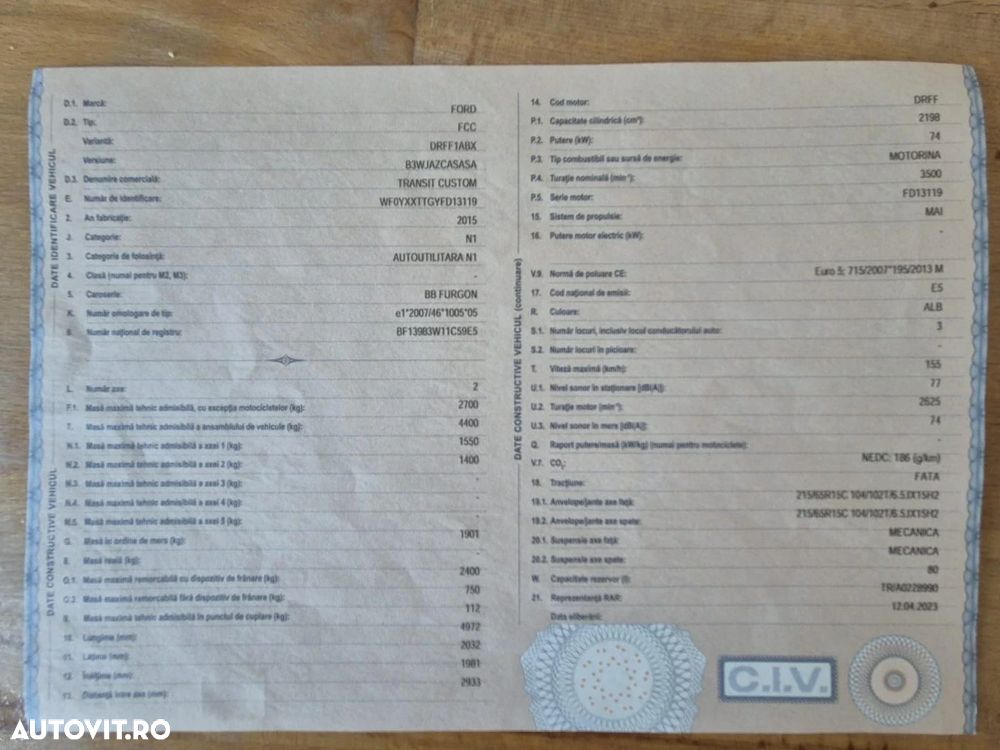 DATE IDENTIFICARE VEHICUL
D.1. Marcă: FORD
D.2. Tip: FCC
Variantă: DRFF1ABX
Versiune: B3WJAZCASASA
D.3. Denumire comercială: TRANSIT CUSTOM
E. Număr de identificare: WF0YXXTTGYFD13119
2. An fabricație: 2015
J. Categorie: N1
3. Categoria de folosință: AUTOUTILITARA N1
4. Clasă (numai pentru M2, M3): -
5. Caroserie: BB FURGON
K. Număr omologare de tip: e1*2007/46*1005*05
6. Număr național de registru: BF13983W11C59E5
DATE CONSTRUCTIVE VEHICUL
L. Număr axe: 2
F.1. Masă maximă tehnic admisibilă, cu excepția motocicletelor (kg): 2700
7. Masă maximă tehnic admisibilă a ansamblului de vehicule (kg): 4400
N.1. Masă maximă tehnic admisibilă a axei 1 (kg): 1550
N.2. Masă maximă tehnic admisibilă a axei 2 (kg): 1400
N.3. Masă maximă tehnic admisibilă a axei 3 (kg): -
N.4. Masă maximă tehnic admisibilă a axei 4 (kg): -
N.5. Masă maximă tehnic admisibilă a axei 5 (kg): -
G. Masă în ordine de mers (kg): 1901
8. Masă reală (kg): -
O.1. Masă maximă remorcabilă cu dispozitiv de frânare (kg): 2400
O.2. Masă maximă remorcabilă fără dispozitiv de frânare (kg): 750
9. Masă maximă tehnic admisibilă în punctul de cuplare (kg): 112
10. Lungime (mm): 4972
11. Lățime (mm): 2032
12. Înălțime (mm): 1981
13. Distanță între axe (mm): 2933
14. Cod motor: DRFF
P.1. Capacitate cilindrică (cm³): 2198
P.2. Putere (kW): 74
P.3. Tip combustibil sau sursă de energie: MOTORINA
P.4. Turație nominală (min⁻¹): 3500
P.5. Serie motor: FD13119
15. Sistem de propulsie: MAI
16. Putere motor electric (kW): -
DATE CONSTRUCTIVE VEHICUL (continuare)
V.9. Normă de poluare CE: Euro 5; 715/2007*195/2013 M
17. Cod național de emisii: E5
R. Culoare: ALB
S.1. Număr locuri, inclusiv locul conducătorului auto: 3
S.2. Număr locuri în picioare: -
T. Viteză maximă (km/h): 155
U.1. Nivel sonor în staționare [dB(A)]: 77
U.2. Turație motor (min⁻¹): 2625
U.3. Nivel sonor în mers [dB(A)]: 74
Q. Raport putere/masă (kW/kg) (numai pentru motociclete): -
V.7. CO₂: NEDC: 186 (g/km)
18. Tracțiune: FATA
19.1. Anvelope/jante axe față: 215/65R15C 104/102T/6.5JX15H2
19.2. Anvelope/jante axe spate: 215/65R15C 104/102T/6.5JX15H2
20.1. Suspensie axe față: MECANICA
20.2. Suspensie axe spate: MECANICA
W. Capacitate rezervor (l): 80
21. Reprezentanță RAR: TR/A0228990
Data eliberării: 12.04.2023
C.I.V.
AUTOVIT.RO